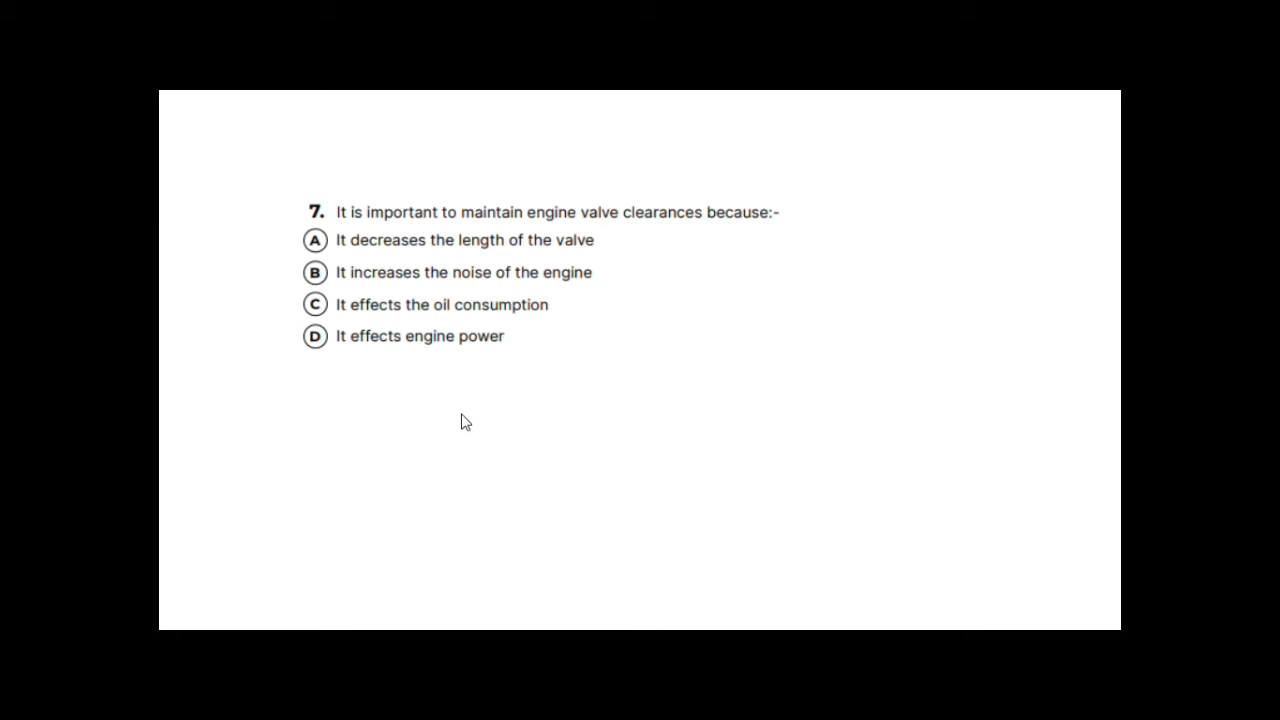 7. It is important to maintain engine valve clearances because:-
A It decreases the length of the valve
B It increases the noise of the engine
C It effects the oil consumption
D It effects engine power